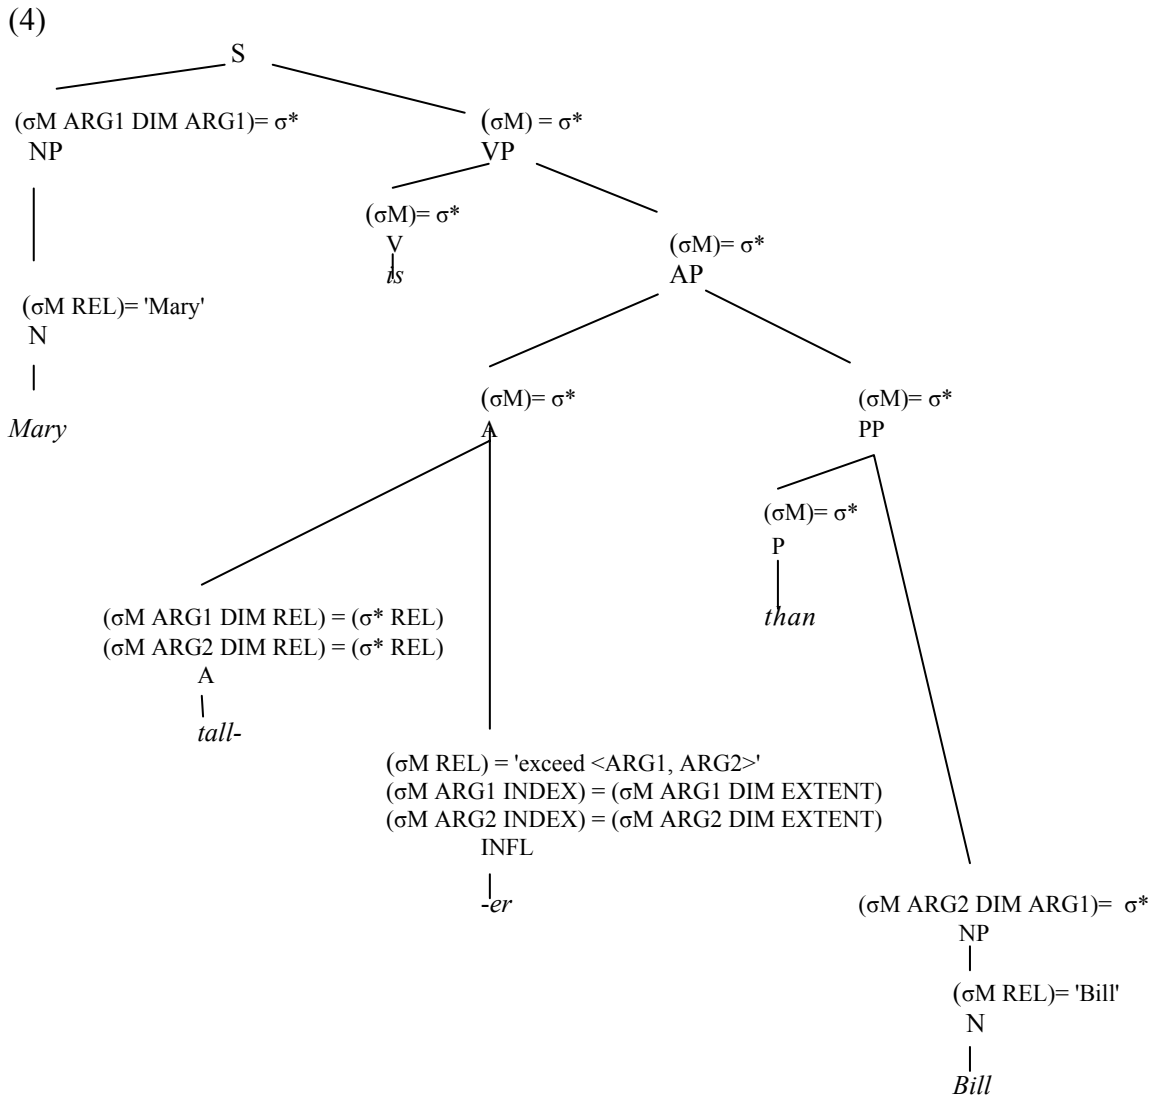 (4)
S
(σM ARG1 DIM ARG1)= σ*
NP
(σM) = σ*
VP
(σM)= σ*
V
is
(σM)= σ*
AP
(σM REL)= 'Mary'
N
Mary
(σM)= σ*
A
(σM)= σ*
PP
(σM)= σ*
P
than
(σM ARG1 DIM REL) = (σ* REL)
(σM ARG2 DIM REL) = (σ* REL)
A
tall-
(σM REL) = 'exceed <ARG1, ARG2>'
(σM ARG1 INDEX) = (σM ARG1 DIM EXTENT)
(σM ARG2 INDEX) = (σM ARG2 DIM EXTENT)
INFL
-er
(σM ARG2 DIM ARG1)= σ*
NP
(σM REL)= 'Bill'
N
Bill